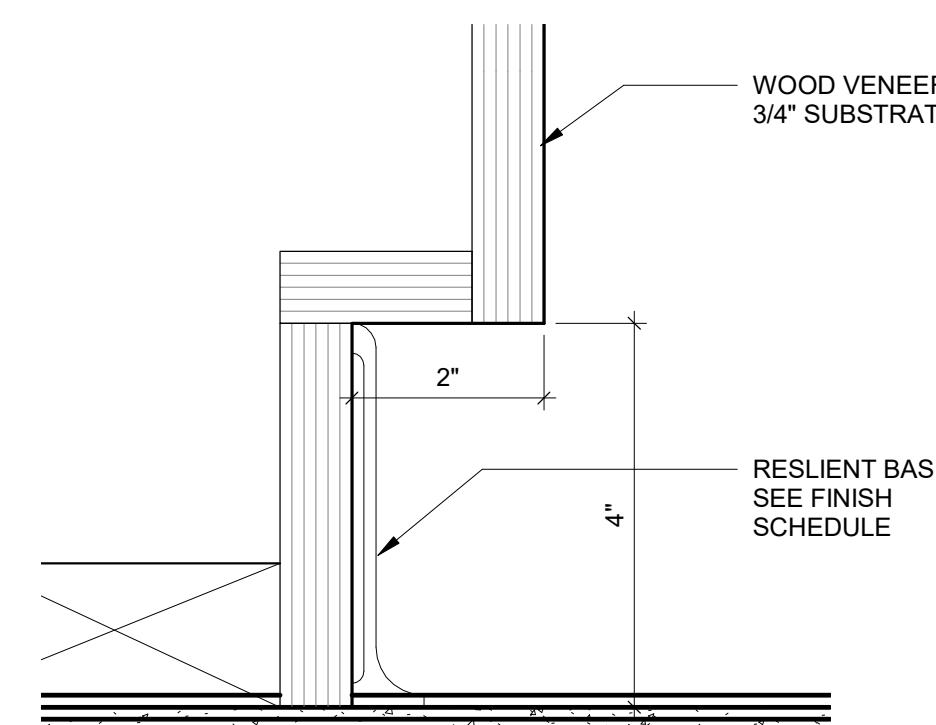 WOOD VENEER
3/4" SUBSTRAT
2"
4"
RESLIENT BAS
SEE FINISH
SCHEDULE